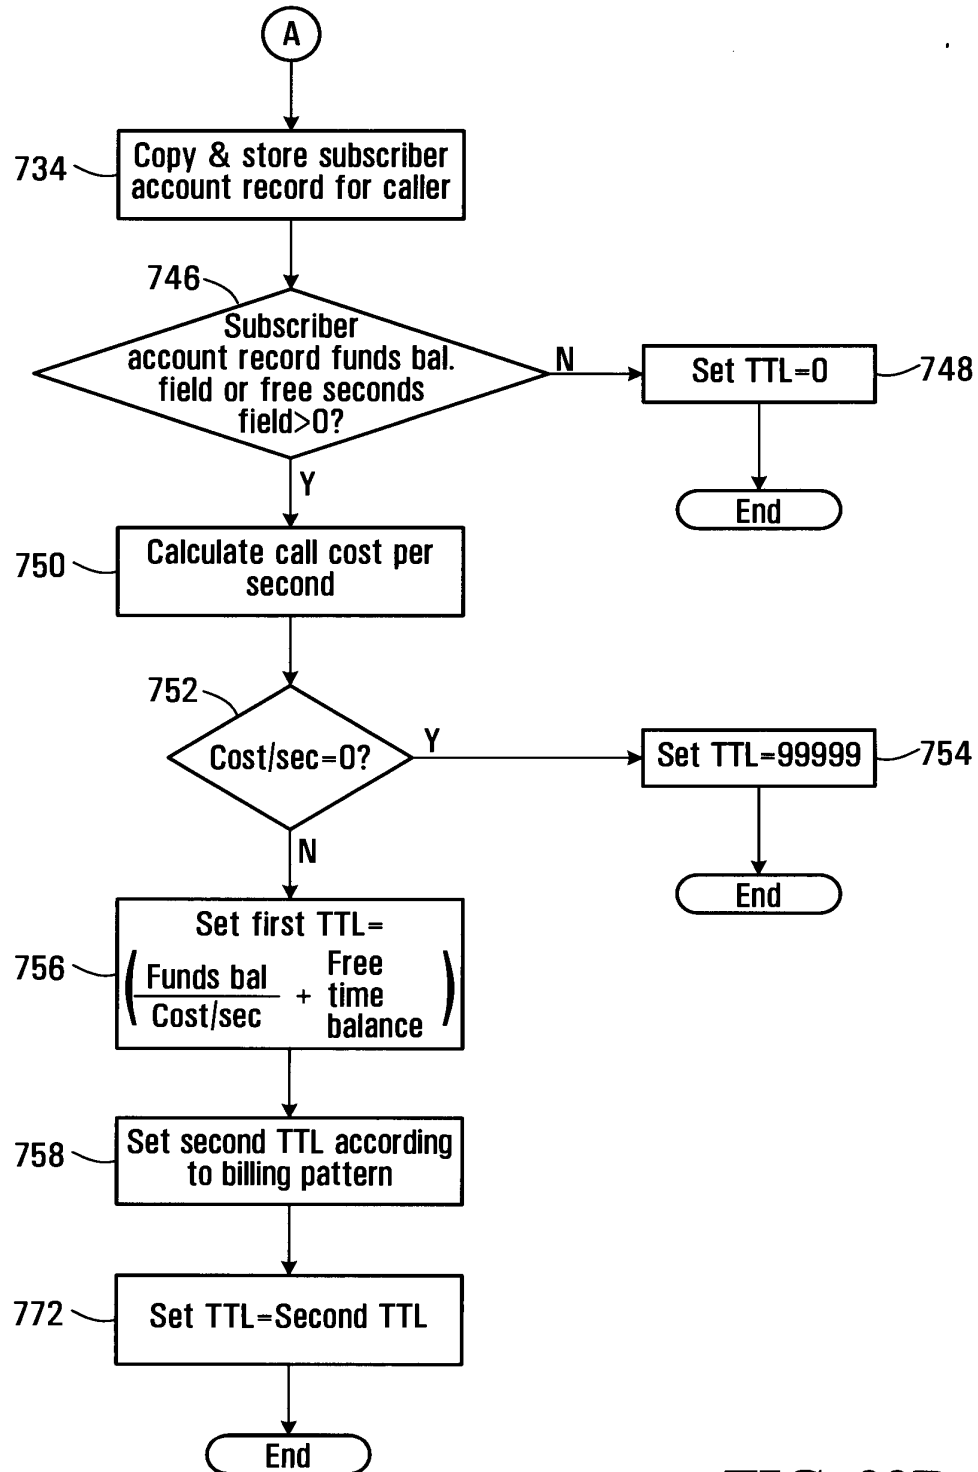 A
734
Copy & store subscriber
account record for caller
746
Subscriber
account record funds bal.
field or free seconds
field>0?
N
Set TTL=0
748
End
Y
750
Calculate call cost per
second
752
Cost/sec=0?
Y
Set TTL=99999
754
End
N
756
Set first TTL=
( Funds bal / Cost/sec + Free
time
balance )
758
Set second TTL according
to billing pattern
772
Set TTL=Second TTL
End